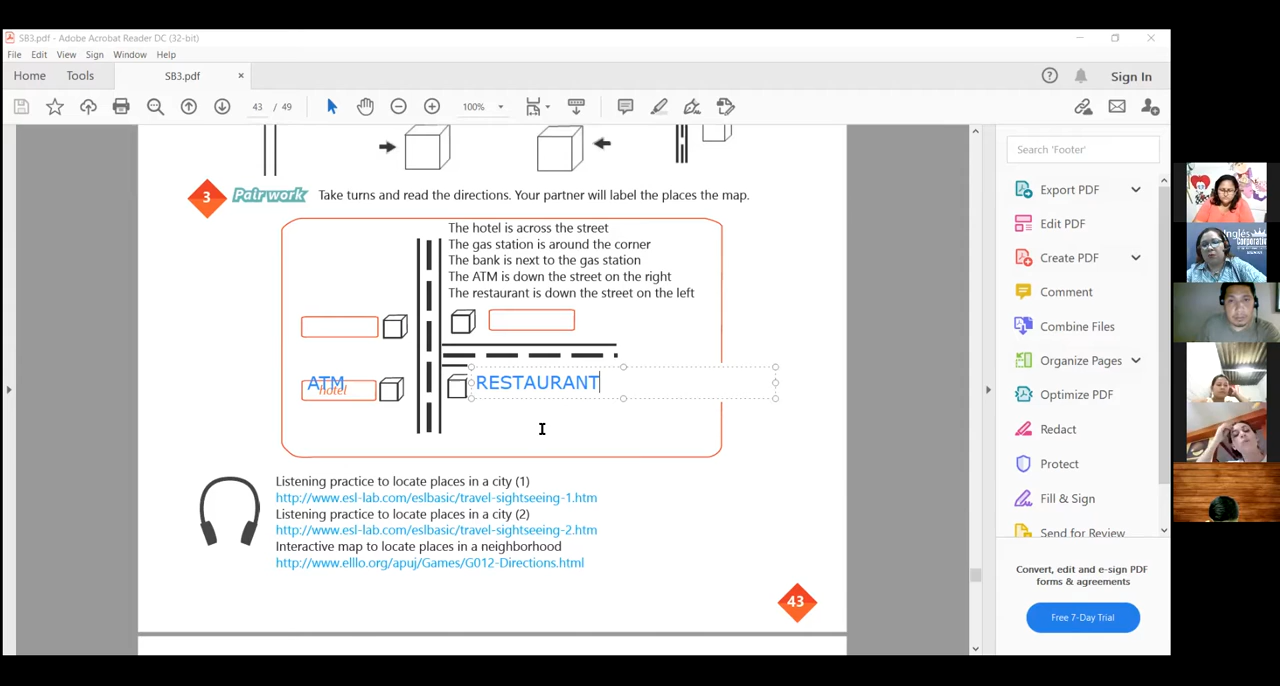 SB3.pdf - Adobe Acrobat Reader DC (32-bit)
File Edit View Sign Window Help
Home Tools SB3.pdf × Sign In
43 / 49 100%
Search 'Footer'
3 Pair work Take turns and read the directions. Your partner will label the places the map.
The hotel is across the street
The gas station is around the corner
The bank is next to the gas station
The ATM is down the street on the right
The restaurant is down the street on the left
ATM
hotel
RESTAURANT
Listening practice to locate places in a city (1)
http://www.esl-lab.com/eslbasic/travel-sightseeing-1.htm
Listening practice to locate places in a city (2)
http://www.esl-lab.com/eslbasic/travel-sightseeing-2.htm
Interactive map to locate places in a neighborhood
http://www.elllo.org/apuj/Games/G012-Directions.html
43
Export PDF
Edit PDF
Create PDF
Comment
Combine Files
Organize Pages
Optimize PDF
Redact
Protect
Fill & Sign
Send for Review
Convert, edit and e-sign PDF
forms & agreements
Free 7-Day Trial
Inglés
Corporativo